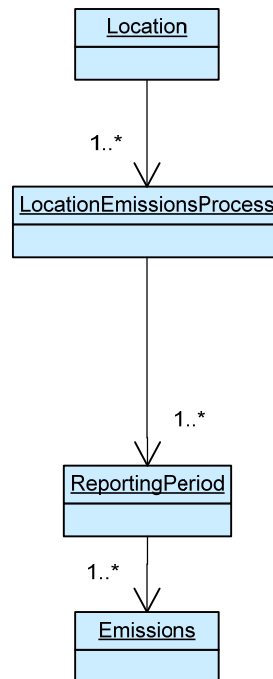 Location
1..*
LocationEmissionsProcess
1..*
ReportingPeriod
1..*
Emissions